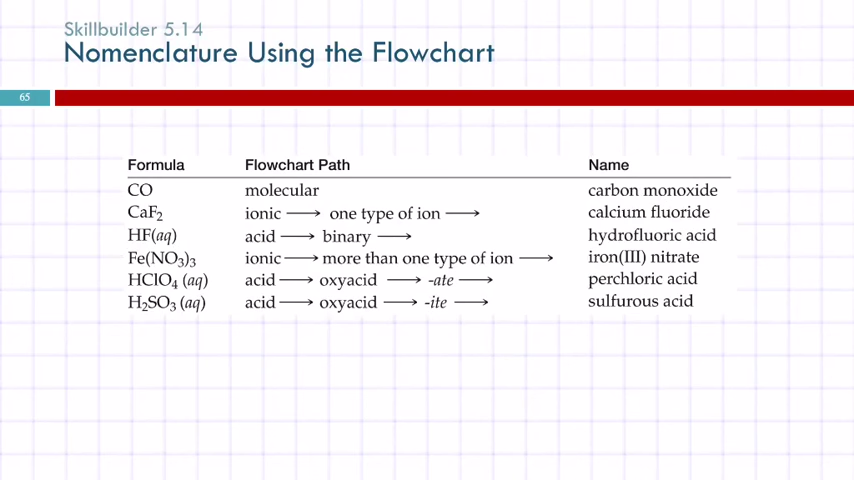 Skillbuilder 5.14
Nomenclature Using the Flowchart
65
Formula Flowchart Path Name
CO molecular carbon monoxide
CaF₂ ionic ⟶ one type of ion ⟶ calcium fluoride
HF(aq) acid ⟶ binary ⟶ hydrofluoric acid
Fe(NO₃)₃ ionic ⟶ more than one type of ion ⟶ iron(III) nitrate
HClO₄ (aq) acid ⟶ oxyacid ⟶ -ate ⟶ perchloric acid
H₂SO₃ (aq) acid ⟶ oxyacid ⟶ -ite ⟶ sulfurous acid